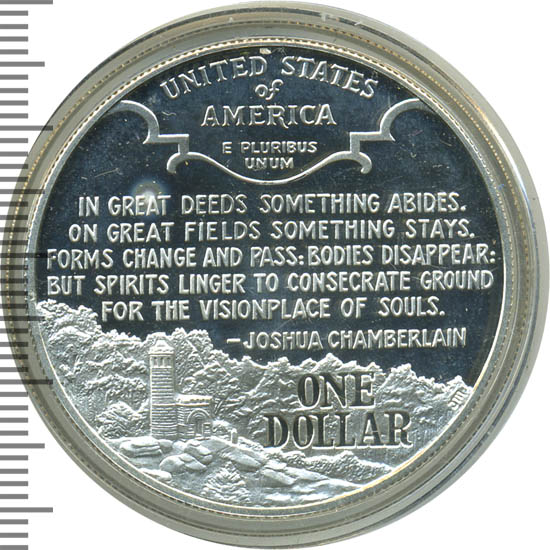 UNITED STATES
of
AMERICA
E PLURIBUS
UNUM
IN GREAT DEEDS SOMETHING ABIDES.
ON GREAT FIELDS SOMETHING STAYS.
FORMS CHANGE AND PASS: BODIES DISAPPEAR:
BUT SPIRITS LINGER TO CONSECRATE GROUND
FOR THE VISIONPLACE OF SOULS.
–JOSHUA CHAMBERLAIN
ONE
DOLLAR